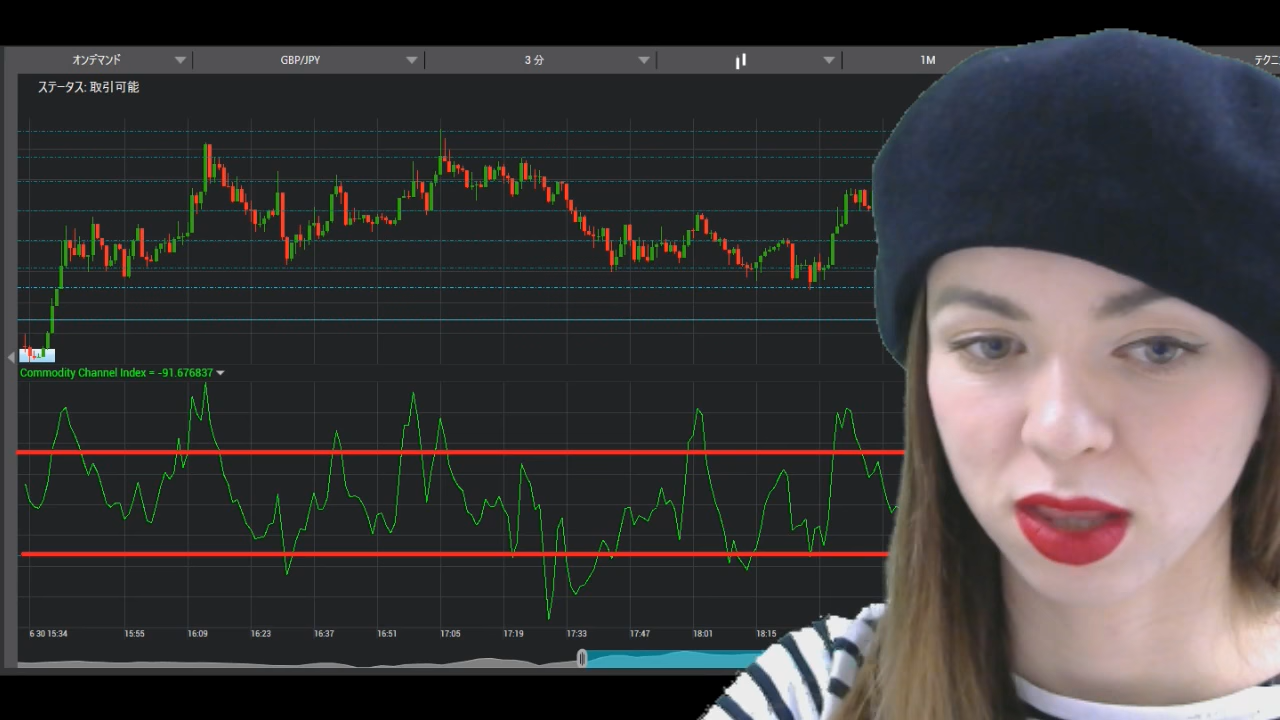 オンデマンド GBP/JPY 3 分 1M テクニ
ステータス: 取引可能
Commodity Channel Index = -91.676837
6 30 15:34 15:55 16:09 16:23 16:37 16:51 17:05 17:19 17:33 17:47 18:01 18:15